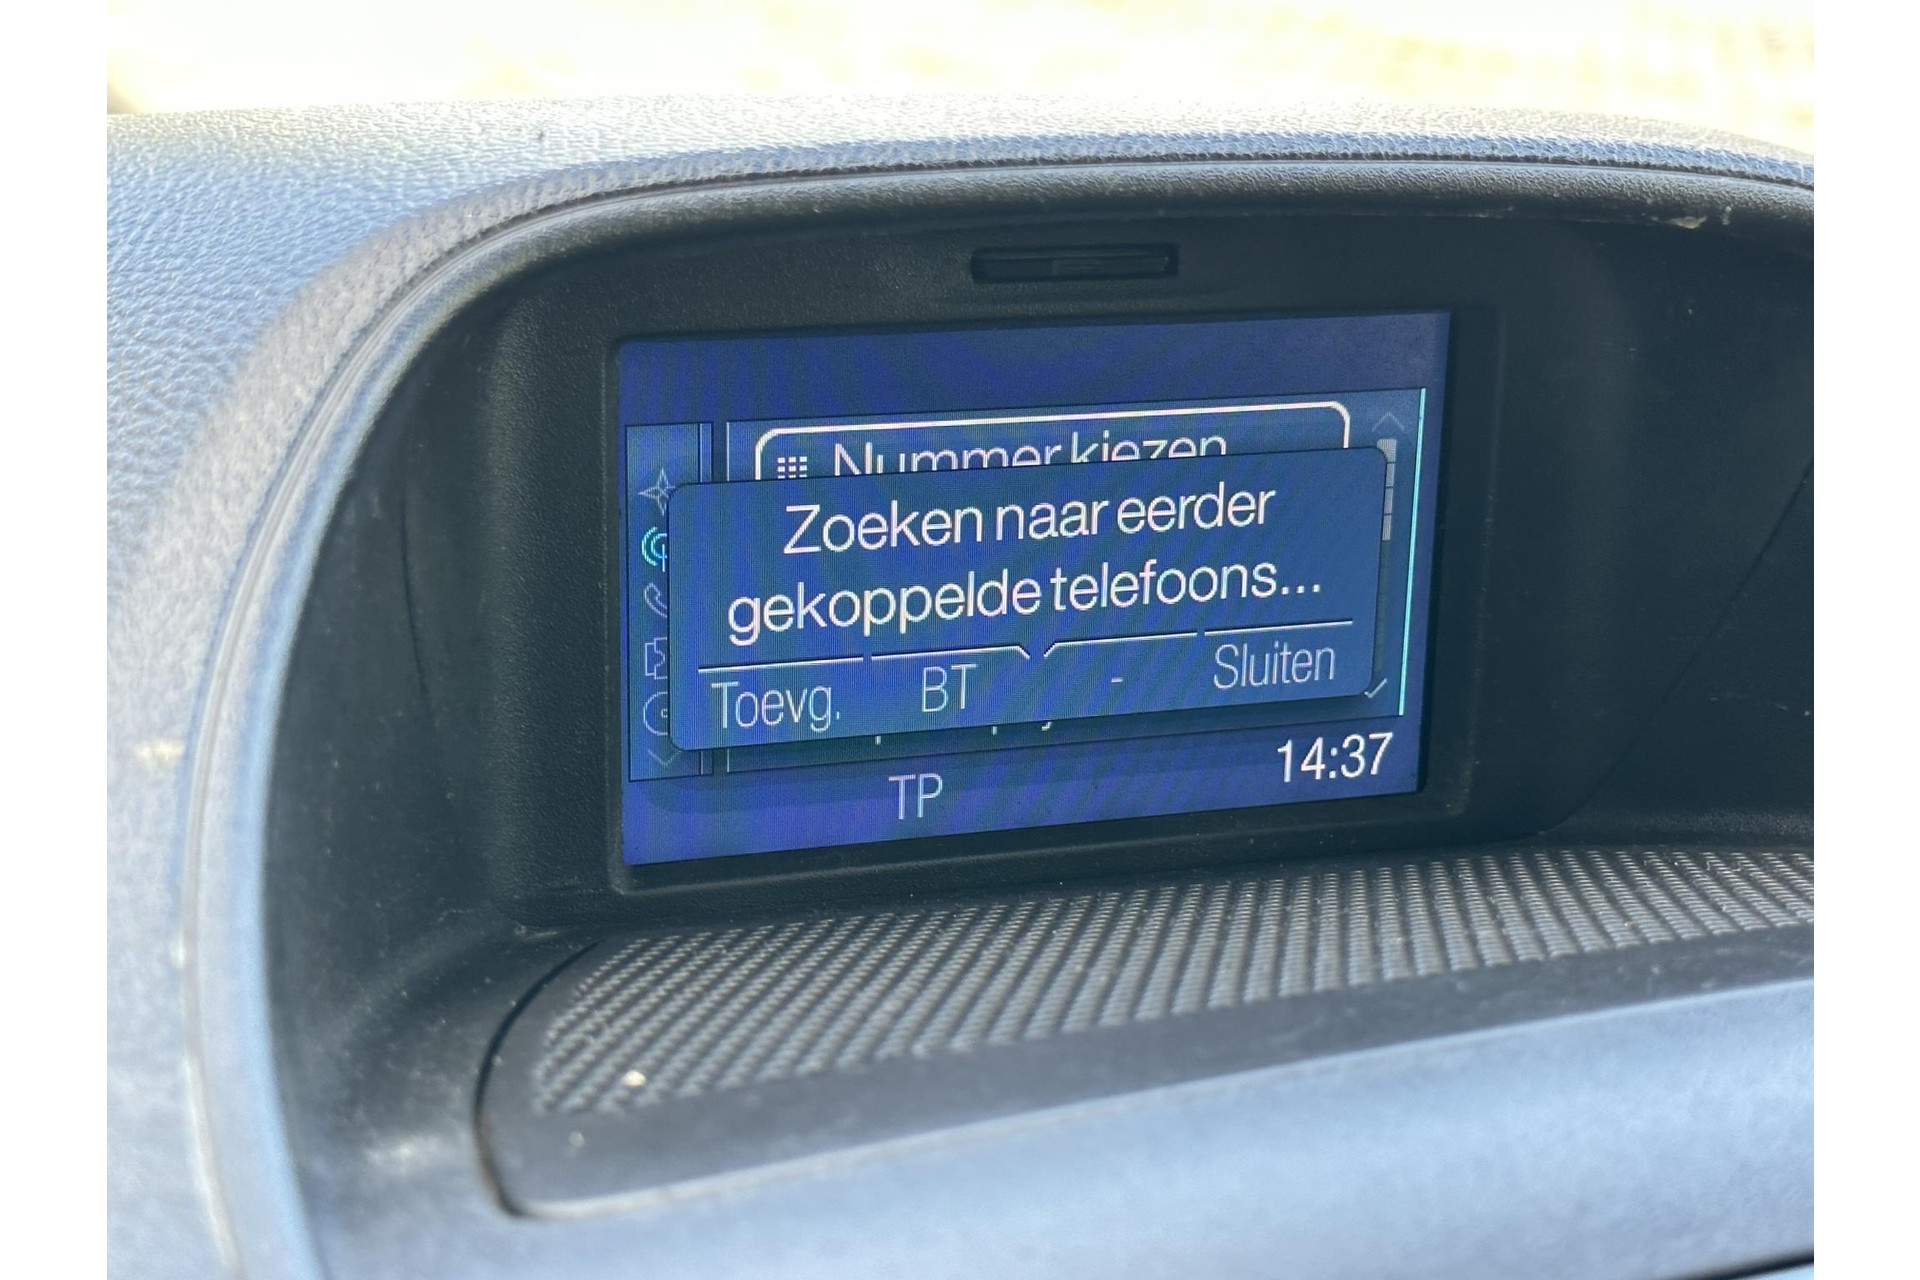 Nummer kiezen
Zoeken naar eerder
gekoppelde telefoons...
Toevg. BT - Sluiten
TP 14:37